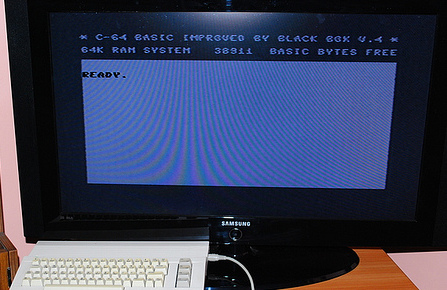 * C-64 BASIC IMPROVED BY BLACK BOX V.4 *
64K RAM SYSTEM 38911 BASIC BYTES FREE
READY.
SAMSUNG